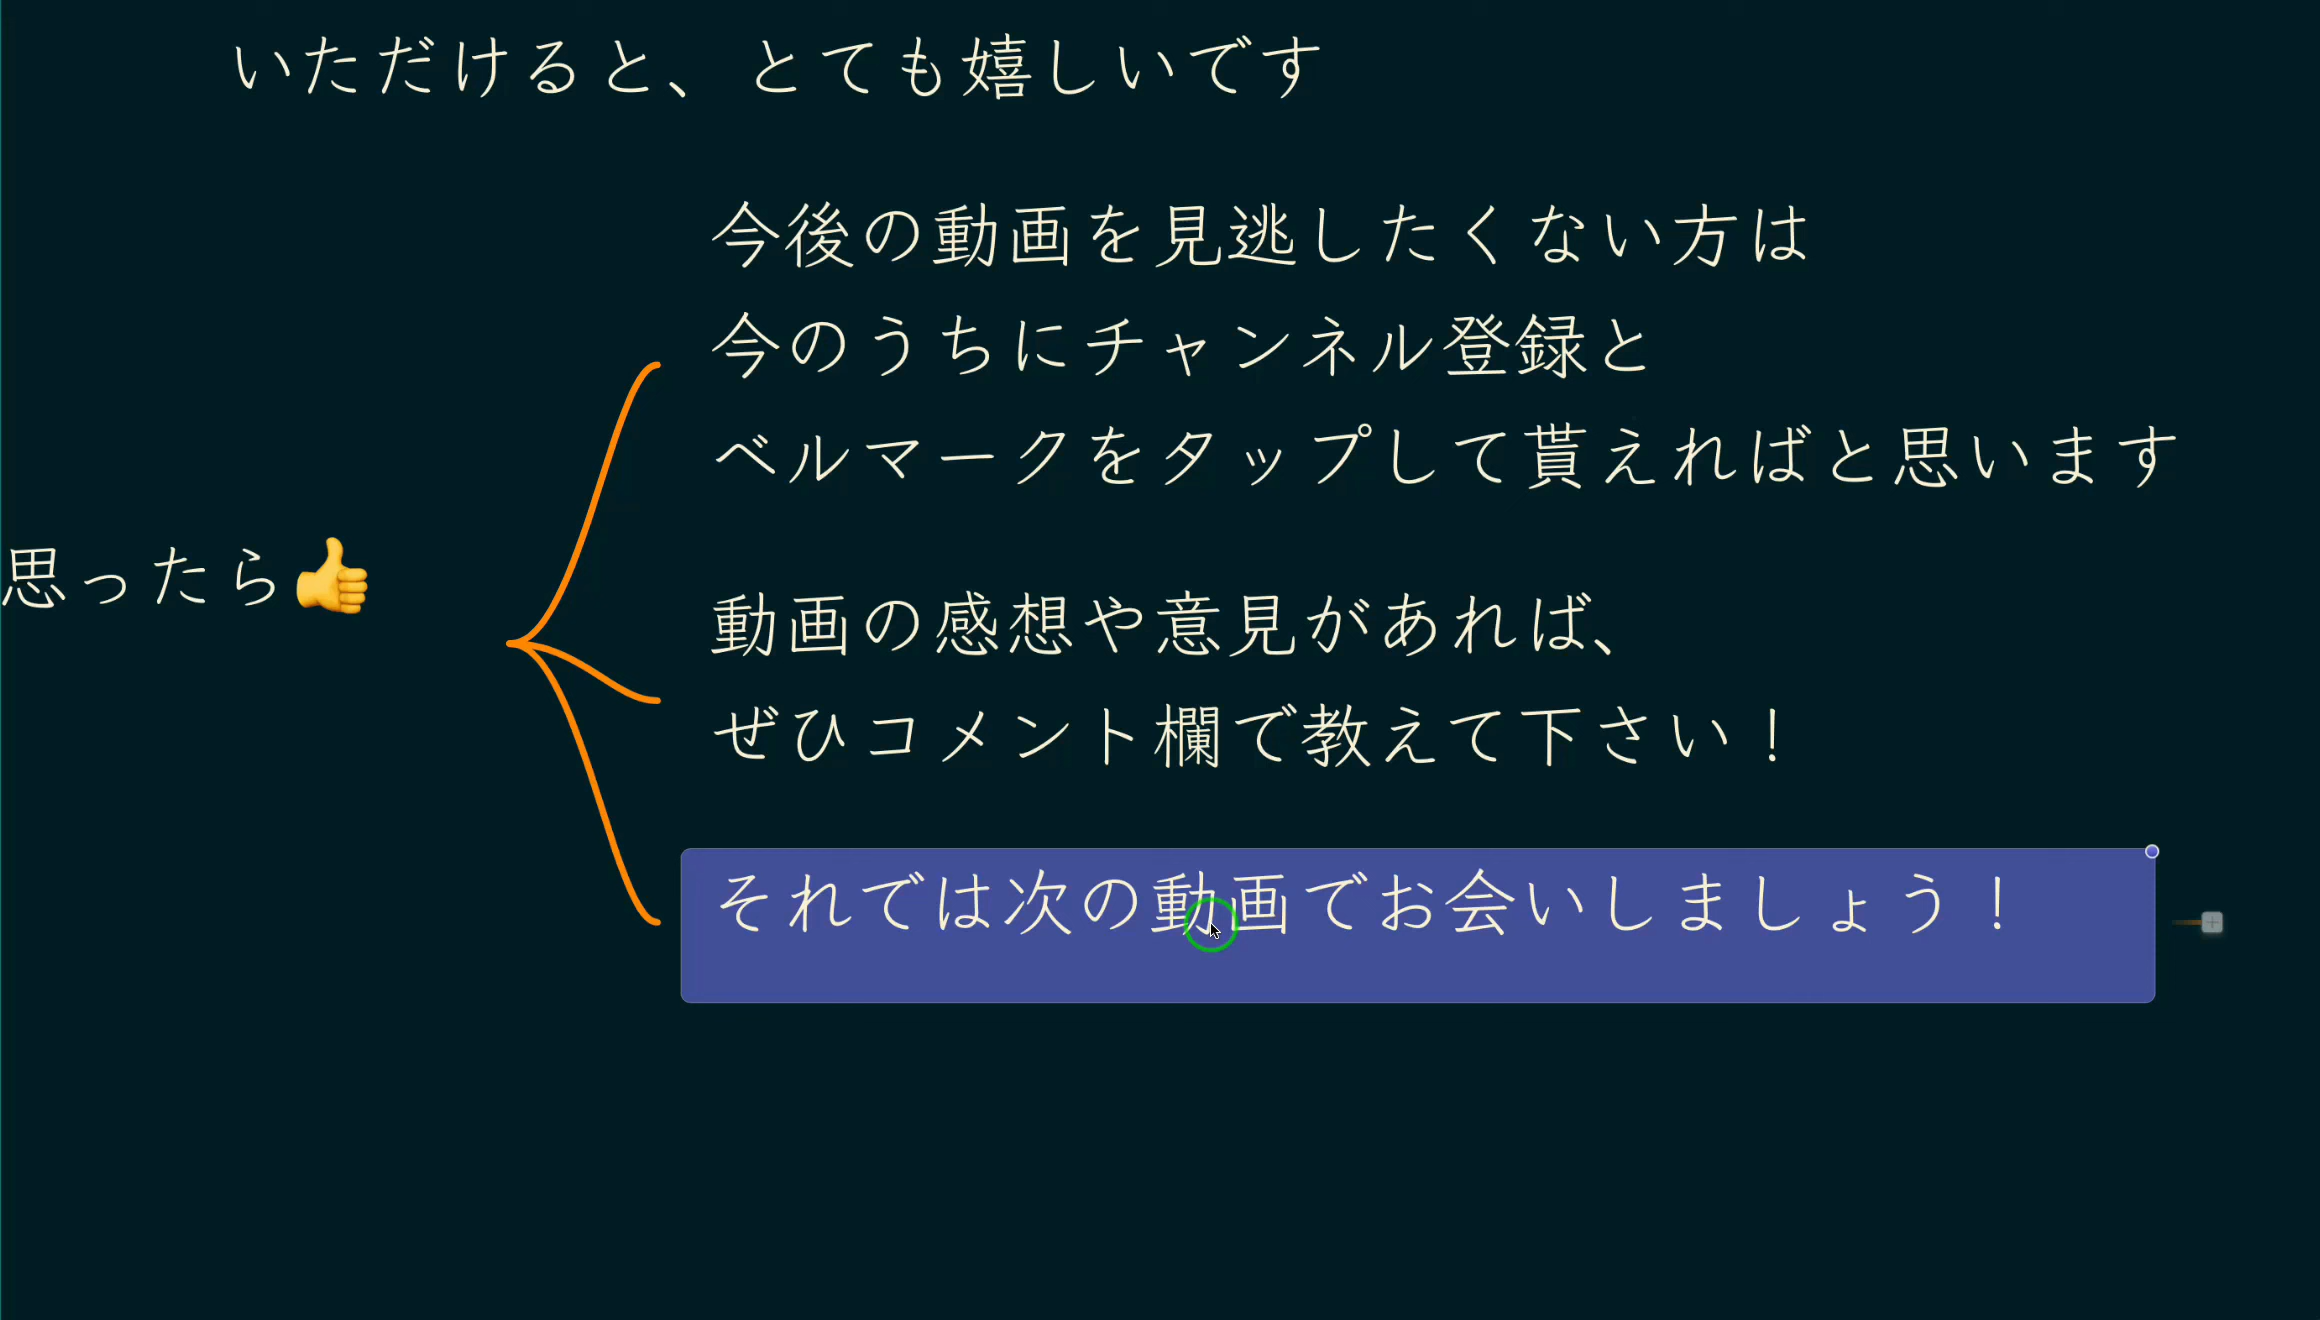 いただけると、とても嬉しいです
今後の動画を見逃したくない方は
今のうちにチャンネル登録と
ベルマークをタップして貰えればと思います
思ったら👍
動画の感想や意見があれば、
ぜひコメント欄で教えて下さい！
それでは次の動画でお会いしましょう！